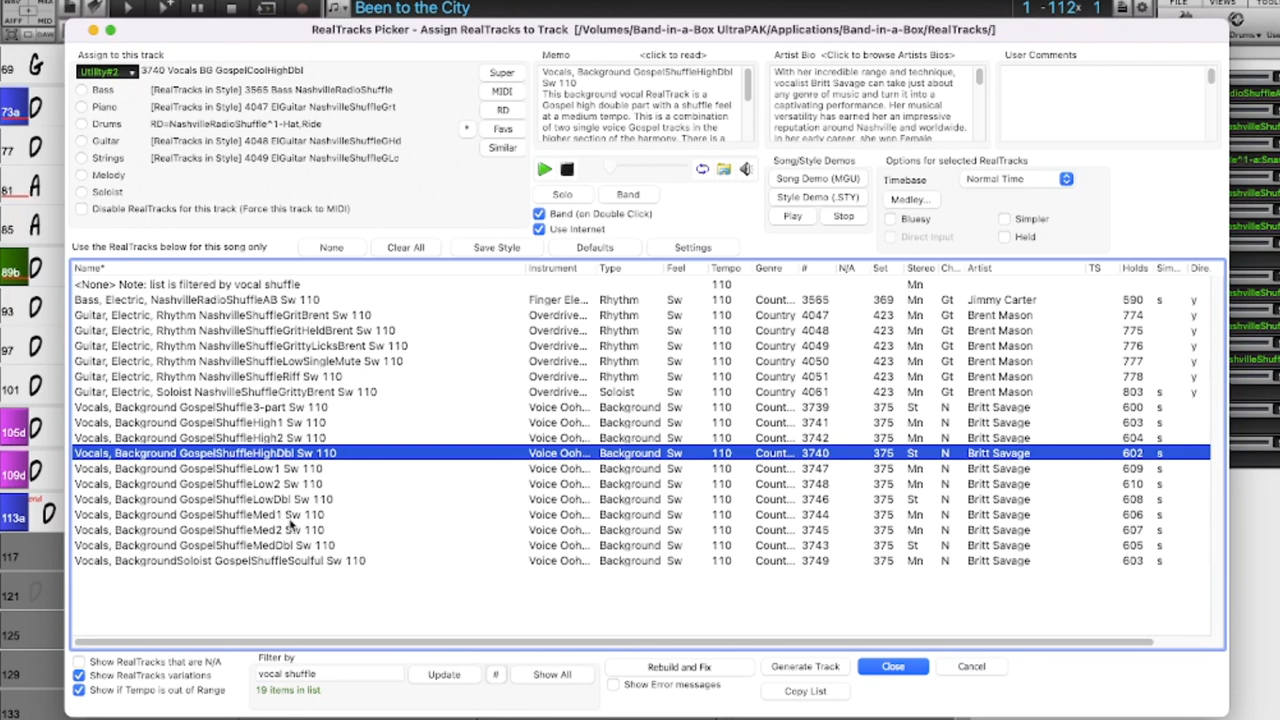 Been to the City
1 -112x 1
FILE VIEWS TOOLS
RealTracks Picker - Assign RealTracks to Track [/Volumes/Band-in-a-Box UltraPAK/Applications/Band-in-a-Box/RealTracks/]
Assign to this track
Utility#2 3740 Vocals BG GospelCoolHighDbl
Bass [RealTracks in Style] 3565 Bass NashvilleRadioShuffle
Piano [RealTracks in Style] 4047 ElGuitar NashvilleShuffleGrt
Drums RD=NashvilleRadioShuffle^1-Hat,Ride
Guitar [RealTracks in Style] 4048 ElGuitar NashvilleShuffleGHd
Strings [RealTracks in Style] 4049 ElGuitar NashvilleShuffleGLc
Melody
Soloist
Disable RealTracks for this track (Force this track to MIDI)
Super
MIDI
RD
* Favs
Similar
Memo <click to read>
Vocals, Background GospelShuffleHighDbl
Sw 110
This background vocal RealTrack is a
Gospel high double part with a shuffle feel
at a medium tempo. This is a combination
of two single voice Gospel tracks in the
higher section of the harmony. There is a
Artist Bio <Click to browse Artists Bios>
With her incredible range and technique,
vocalist Britt Savage can take just about
any genre of music and turn it into a
captivating performance. Her musical
versatility has earned her an impressive
reputation around Nashville and worldwide.
In her early career, she won Female
User Comments
Solo Band
Band (on Double Click)
Use Internet
Song/Style Demos
Song Demo (MGU)
Style Demo (.STY)
Play Stop
Options for selected RealTracks
Timebase Normal Time
Medley...
Bluesy Simpler
Direct Input Held
Use the RealTracks below for this song only None Clear All Save Style Defaults Settings
Name* Instrument Type Feel Tempo Genre # N/A Set Stereo Ch... Artist TS Holds Sim... Dire
<None> Note: list is filtered by vocal shuffle 110 Mn
Bass, Electric, NashvilleRadioShuffleAB Sw 110 Finger Ele... Rhythm Sw 110 Count... 3565 369 Mn Gt Jimmy Carter 590 s y
Guitar, Electric, Rhythm NashvilleShuffleGritBrent Sw 110 Overdrive... Rhythm Sw 110 Country 4047 423 Mn Gt Brent Mason 774 y
Guitar, Electric, Rhythm NashvilleShuffleGritHeldBrent Sw 110 Overdrive... Rhythm Sw 110 Country 4048 423 Mn Gt Brent Mason 775 y
Guitar, Electric, Rhythm NashvilleShuffleGrittyLicksBrent Sw 110 Overdrive... Rhythm Sw 110 Country 4049 423 Mn Gt Brent Mason 776 y
Guitar, Electric, Rhythm NashvilleShuffleLowSingleMute Sw 110 Overdrive... Rhythm Sw 110 Country 4050 423 Mn Gt Brent Mason 777 y
Guitar, Electric, Rhythm NashvilleShuffleRiff Sw 110 Overdrive... Rhythm Sw 110 Country 4051 423 Mn Gt Brent Mason 778 y
Guitar, Electric, Soloist NashvilleShuffleGrittyBrent Sw 110 Overdrive... Soloist Sw 110 Country 4061 423 Mn Gt Brent Mason 803 s y
Vocals, Background GospelShuffle3-part Sw 110 Voice Ooh... Background Sw 110 Count... 3739 375 St N Britt Savage 600 s
Vocals, Background GospelShuffleHigh1 Sw 110 Voice Ooh... Background Sw 110 Count... 3741 375 Mn N Britt Savage 603 s
Vocals, Background GospelShuffleHigh2 Sw 110 Voice Ooh... Background Sw 110 Count... 3742 375 Mn N Britt Savage 604 s
Vocals, Background GospelShuffleHighDbl Sw 110 Voice Ooh... Background Sw 110 Count... 3740 375 St N Britt Savage 602 s
Vocals, Background GospelShuffleLow1 Sw 110 Voice Ooh... Background Sw 110 Count... 3747 375 Mn N Britt Savage 609 s
Vocals, Background GospelShuffleLow2 Sw 110 Voice Ooh... Background Sw 110 Count... 3748 375 Mn N Britt Savage 610 s
Vocals, Background GospelShuffleLowDbl Sw 110 Voice Ooh... Background Sw 110 Count... 3746 375 St N Britt Savage 608 s
Vocals, Background GospelShuffleMed1 Sw 110 Voice Ooh... Background Sw 110 Count... 3744 375 Mn N Britt Savage 606 s
Vocals, Background GospelShuffleMed2 Sw 110 Voice Ooh... Background Sw 110 Count... 3745 375 Mn N Britt Savage 607 s
Vocals, Background GospelShuffleMedDbl Sw 110 Voice Ooh... Background Sw 110 Count... 3743 375 St N Britt Savage 605 s
Vocals, BackgroundSoloist GospelShuffleSoulful Sw 110 Voice Ooh... Background Sw 110 Count... 3749 375 Mn N Britt Savage 603 s
Show RealTracks that are N/A
Show RealTracks variations
Show if Tempo is out of Range
Filter by
vocal shuffle Update # Show All
19 items in list
Rebuild and Fix Generate Track Close Cancel
Show Error messages Copy List
69 G
73a D
77 D
81 A
85 A
89b D
93 D
97 D
101 D
105d D
109d D
113a D
end
117
121
125
129
133